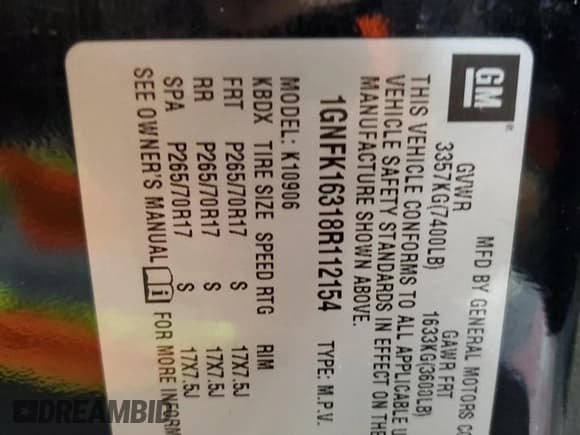 GM
MFD BY GENERAL MOTORS CO
GVWR GAWR FRT
3357KG(7400LB) 1633KG(3600LB)
THIS VEHICLE CONFORMS TO ALL APPLICABLE U
VEHICLE SAFETY STANDARDS IN EFFECT ON THE
MANUFACTURE SHOWN ABOVE.
1GNFK16318R112154 TYPE: M.P.V.
MODEL: K10906
KBDX TIRE SIZE SPEED RTG RIM
FRT P265/70R17 S 17X7.5J
RR P265/70R17 S 17X7.5J
SPA P265/70R17 S 17X7.5J
SEE OWNER'S MANUAL i FOR MORE INFORM
DREAMBID